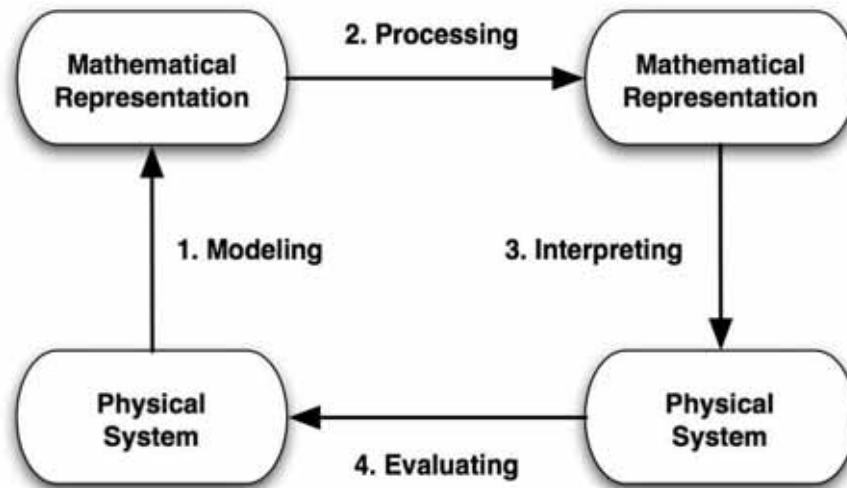 2. Processing
Mathematical
Representation
Mathematical
Representation
1. Modeling
3. Interpreting
Physical
System
Physical
System
4. Evaluating